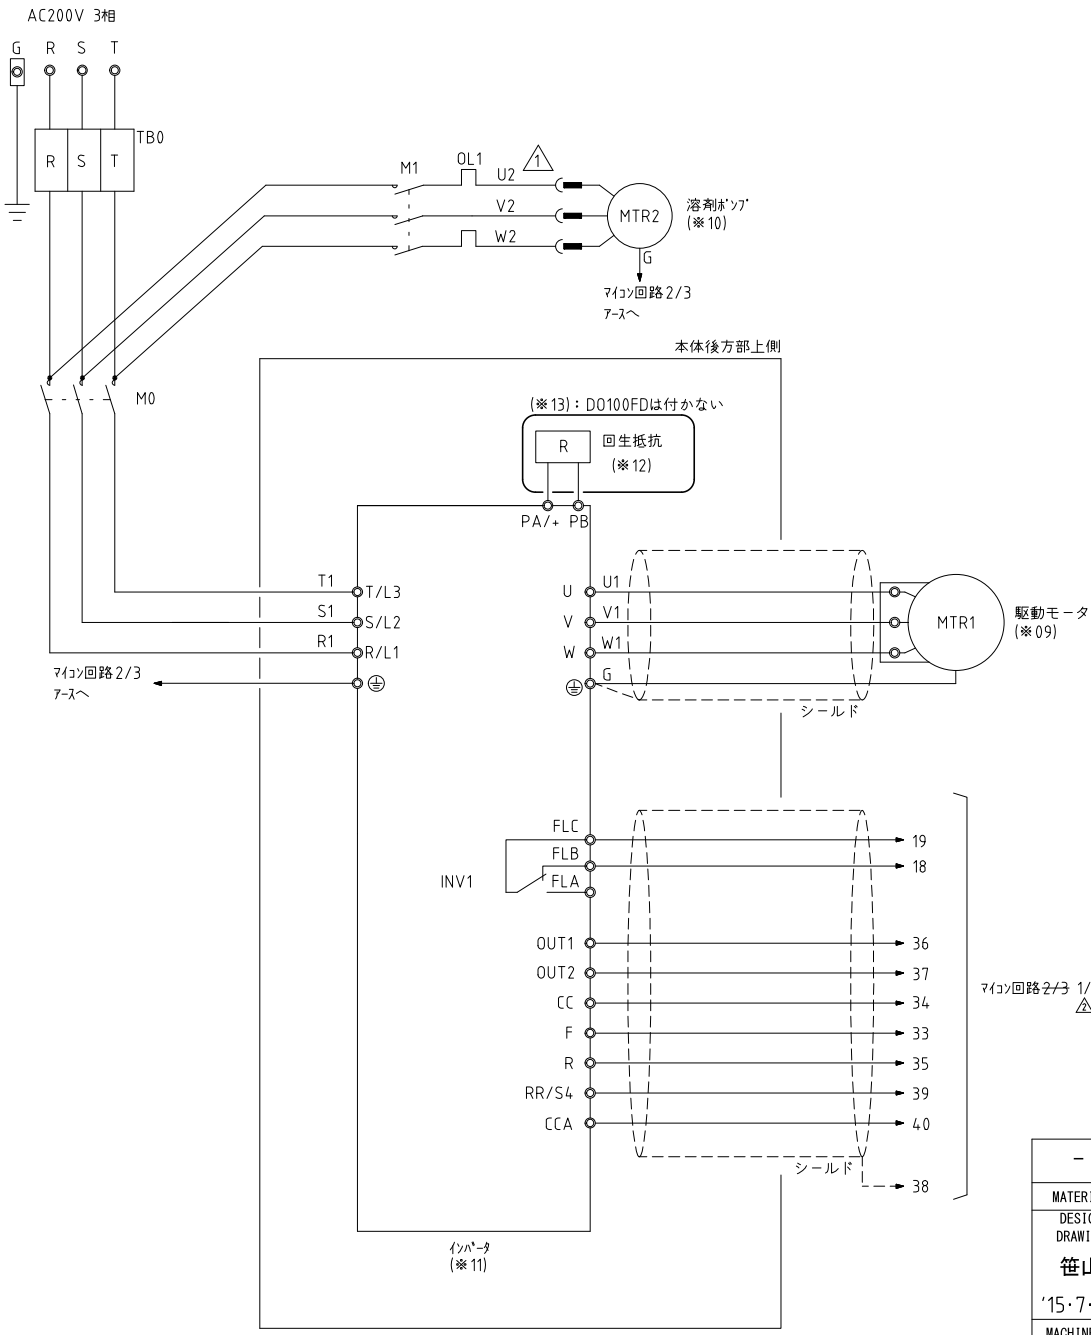 AC200V 3相
G R S T
TB0
R S T
M1 OL1 U2 1
V2
W2
MTR2
溶剤ﾎﾟﾝﾌﾟ
(※10)
G
ﾏｲｺﾝ回路2/3
ｱｰｽへ
本体後方部上側
M0
(※13):DO100FDは付かない
R 回生抵抗
(※12)
PA/+ PB
T1 T/L3 U U1
S1 S/L2 V V1
R1 R/L1 W W1
G
MTR1
駆動モータ
(※09)
ﾏｲｺﾝ回路2/3
ｱｰｽへ
シールド
FLC 19
FLB 18
INV1 FLA
OUT1 36
OUT2 37
CC 34
F 33
R 35
RR/S4 39
CCA 40
シールド
38
ﾏｲｺﾝ回路2/3 1/
2
ｲﾝﾊﾞｰﾀ
(※11)
-
MATERI
DESIG
DRAWI
笹山
'15・7・
MACHIN